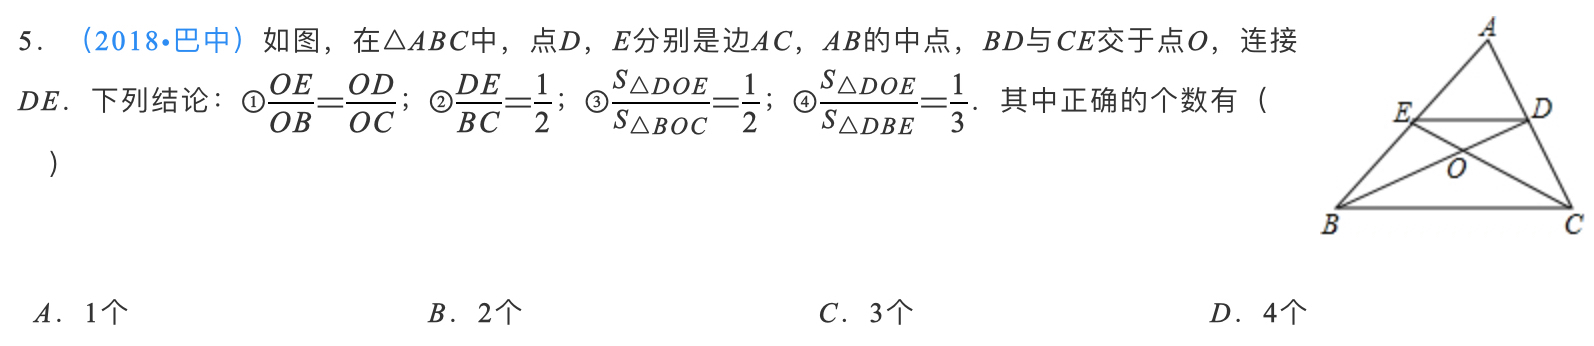 5．（2018•巴中）如图，在△ABC中，点D，E分别是边AC，AB的中点，BD与CE交于点O，连接
DE．下列结论：①OE/OB=OD/OC；②DE/BC=1/2；③S△DOE/S△BOC=1/2；④S△DOE/S△DBE=1/3．其中正确的个数有（
）
A
E
D
O
B
C
A．1个 B．2个 C．3个 D．4个